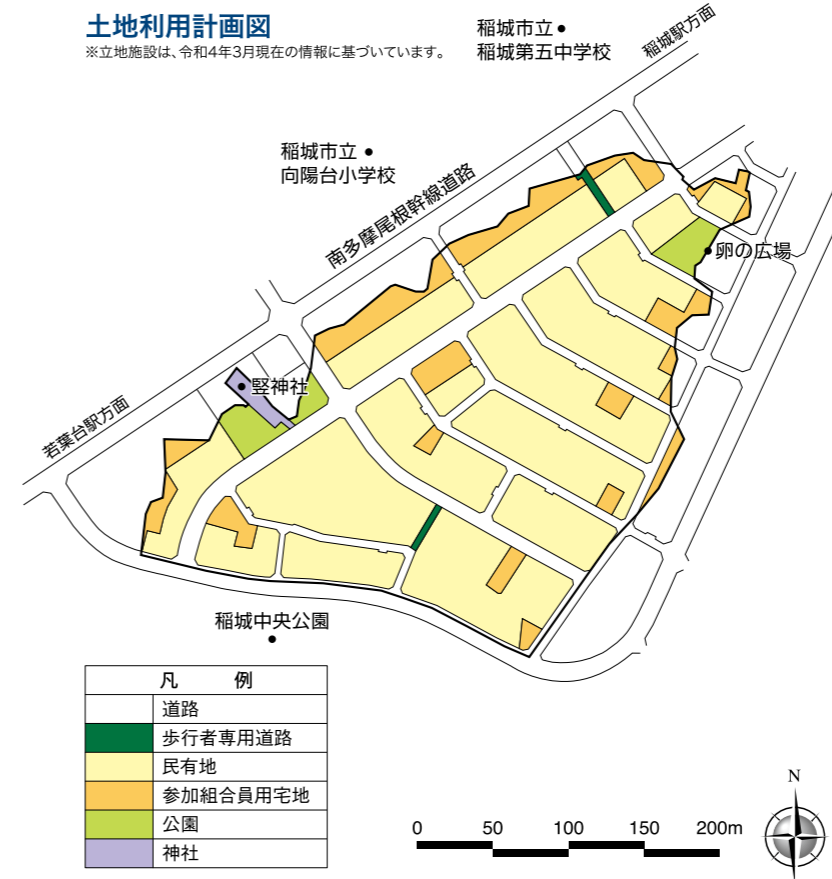 土地利用計画図
※立地施設は、令和4年3月現在の情報に基づいています。
稲城市立
稲城第五中学校
稲城駅方面
稲城市立
向陽台小学校
南多摩尾根幹線道路
卵の広場
竪神社
若葉台駅方面
稲城中央公園
凡 例
道路
歩行者専用道路
民有地
参加組合員用宅地
公園
神社
0 50 100 150 200m
N